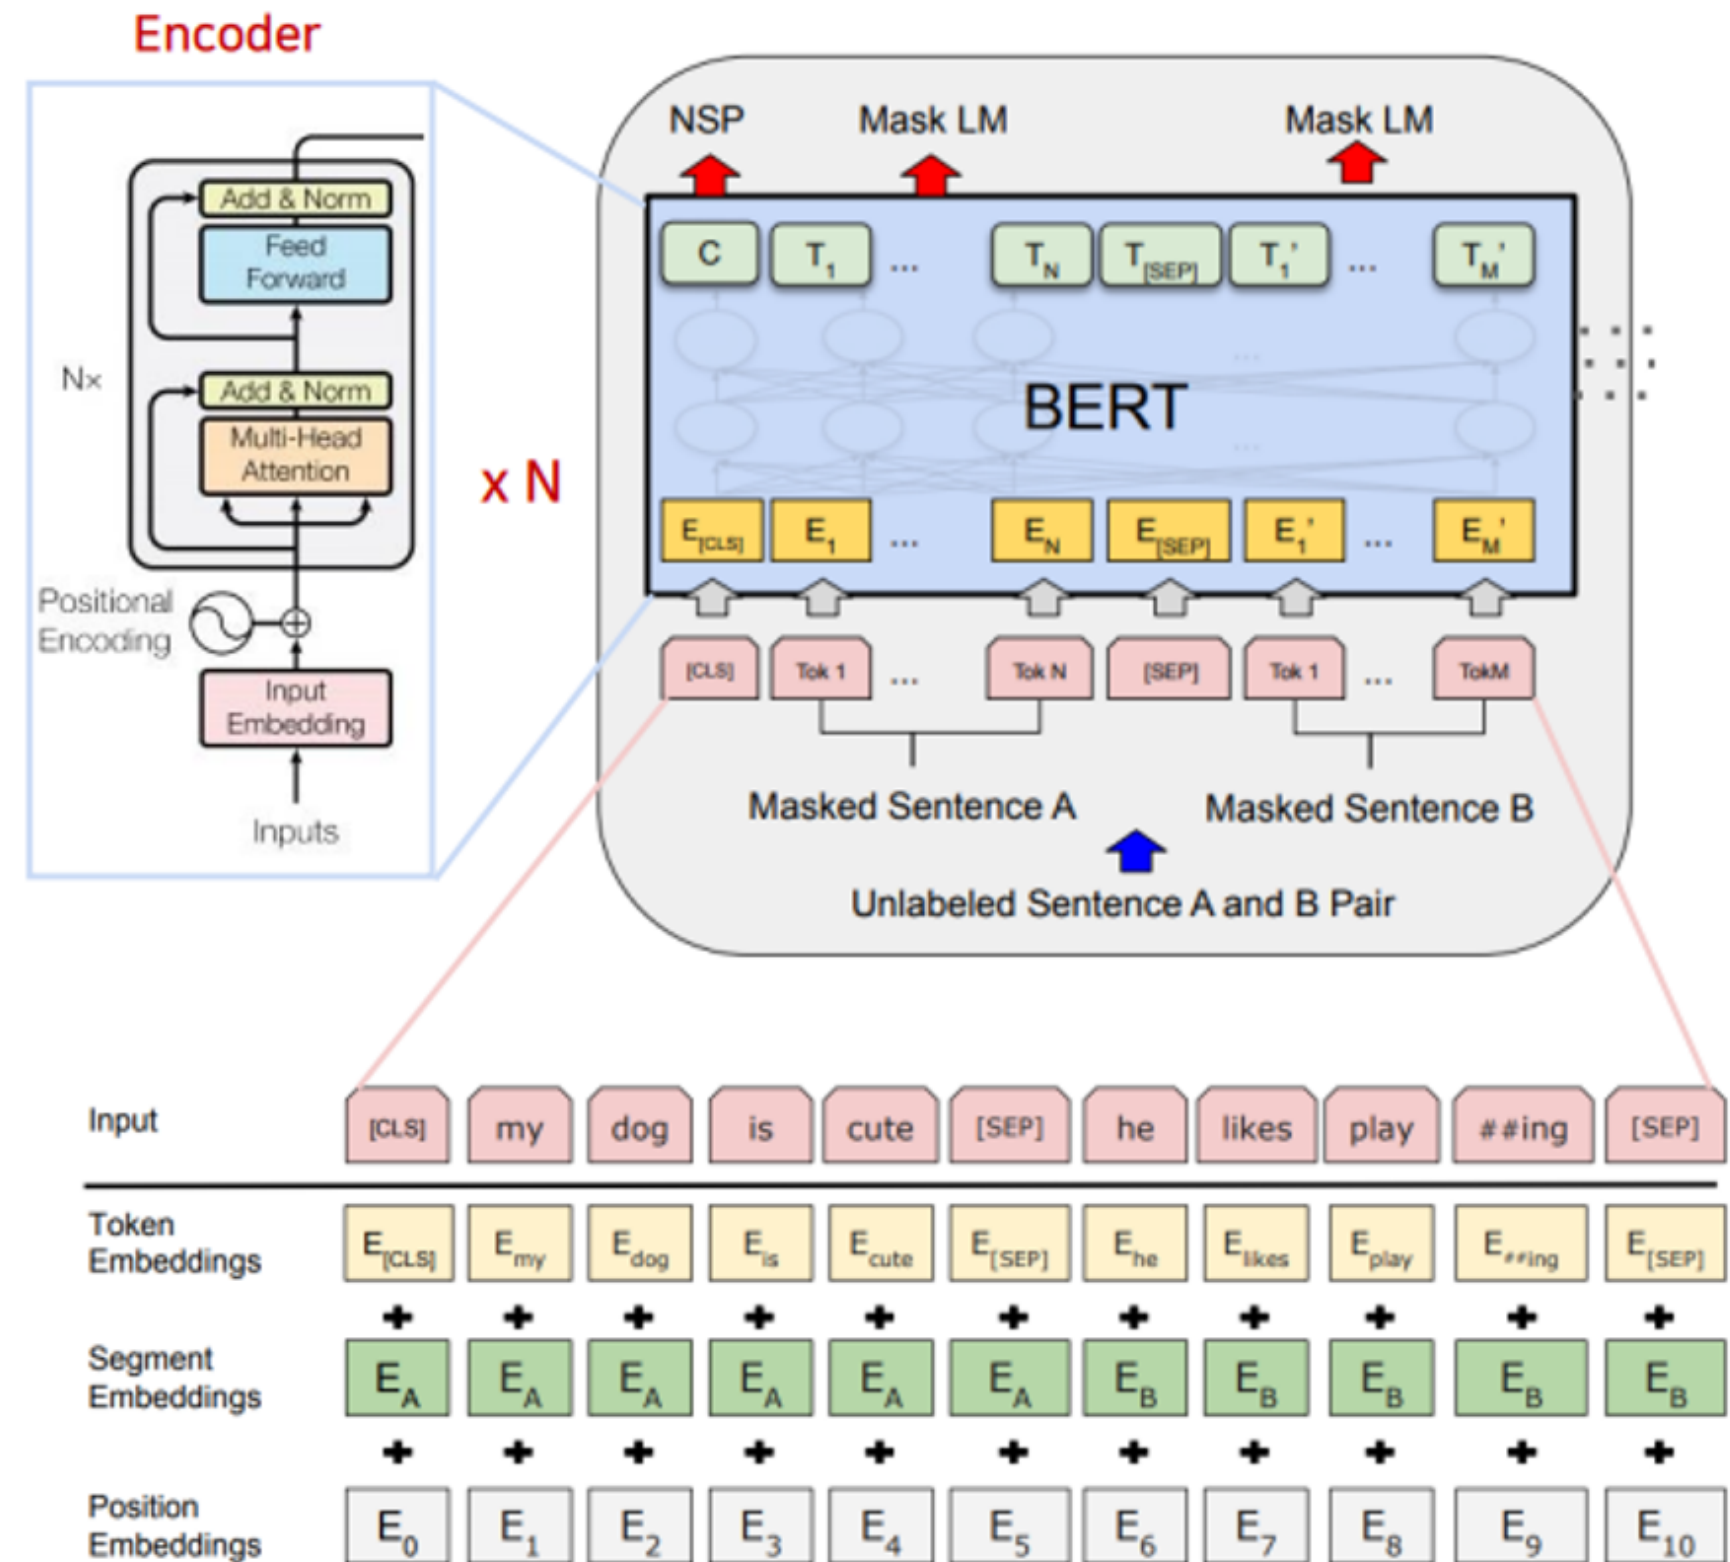 Encoder
NSP Mask LM Mask LM
Add & Norm
Feed
Forward
Nx
Add & Norm
Multi-Head
Attention
Positional
Encoding
Input
Embedding
Inputs
x N
C T1 ... TN T[SEP] T1' ... TM'
...
BERT
...
E[CLS] E1 ... EN E[SEP] E1' ... EM'
[CLS] Tok 1 ... Tok N [SEP] Tok 1 ... TokM
Masked Sentence A Masked Sentence B
Unlabeled Sentence A and B Pair
Input [CLS] my dog is cute [SEP] he likes play ##ing [SEP]
Token
Embeddings
E[CLS] Emy Edog Eis Ecute E[SEP] Ehe Elikes Eplay E##ing E[SEP]
+ + + + + + + + + + +
Segment
Embeddings
EA EA EA EA EA EA EB EB EB EB EB
+ + + + + + + + + + +
Position
Embeddings
E0 E1 E2 E3 E4 E5 E6 E7 E8 E9 E10